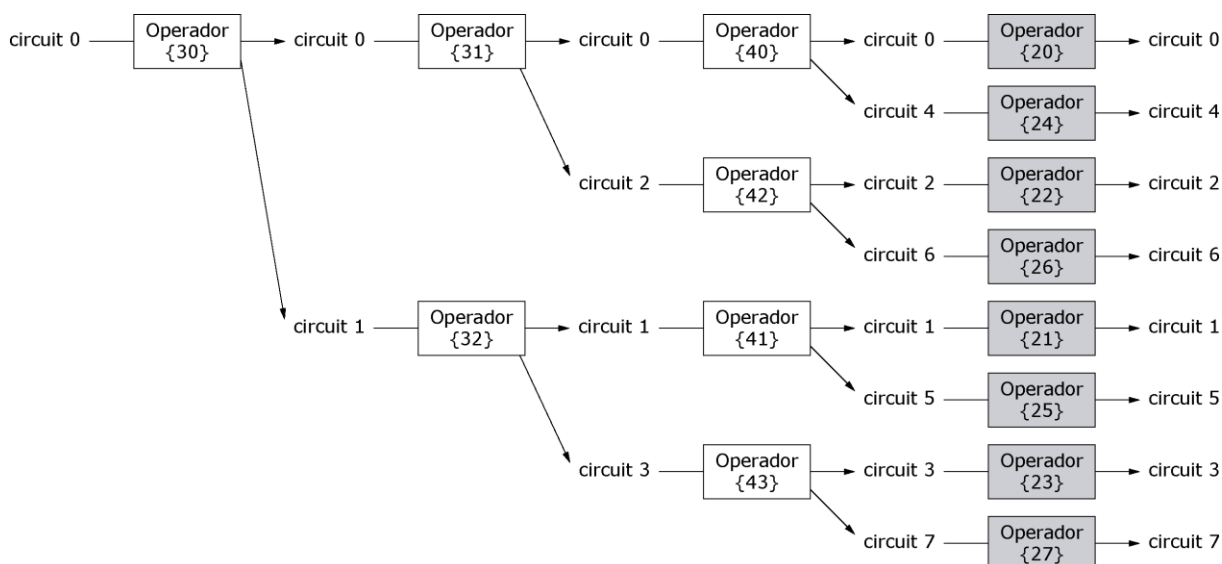 circuit 0 Operador {30} circuit 0 Operador {31} circuit 0 Operador {40} circuit 0 Operador {20} circuit 0
circuit 4 Operador {24} circuit 4
circuit 2 Operador {42} circuit 2 Operador {22} circuit 2
circuit 6 Operador {26} circuit 6
circuit 1 Operador {32} circuit 1 Operador {41} circuit 1 Operador {21} circuit 1
circuit 5 Operador {25} circuit 5
circuit 3 Operador {43} circuit 3 Operador {23} circuit 3
circuit 7 Operador {27} circuit 7